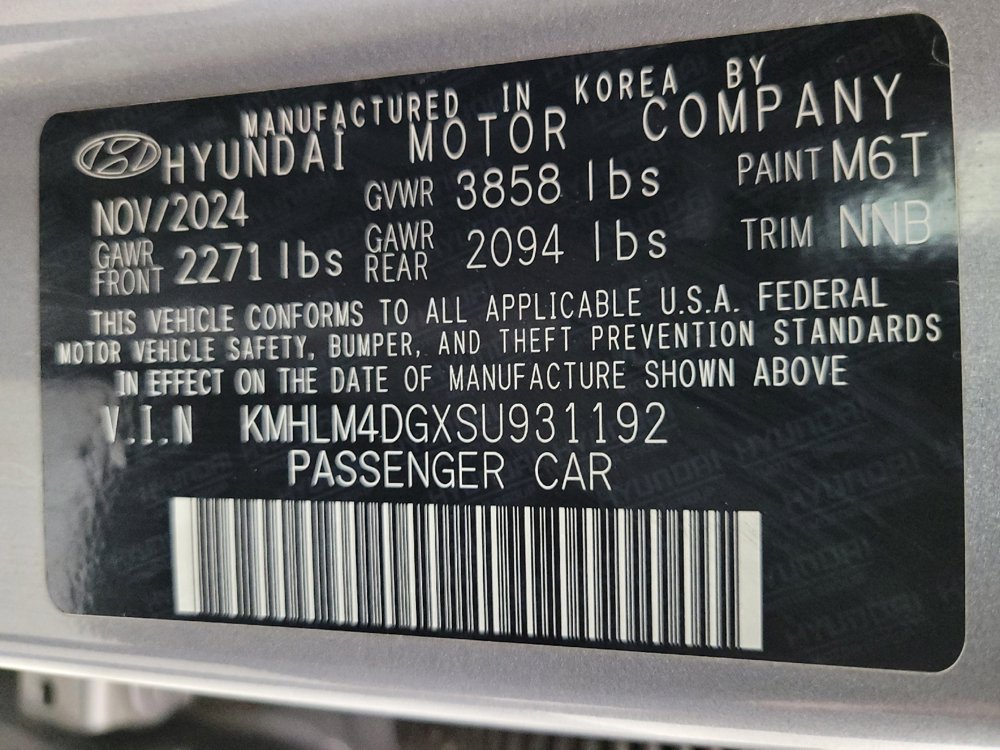 MANUFACTURED IN KOREA BY
HYUNDAI MOTOR COMPANY
NOV/2024 GVWR 3858 lbs PAINT M6T
GAWR FRONT 2271 lbs GAWR REAR 2094 lbs TRIM NNB
THIS VEHICLE CONFORMS TO ALL APPLICABLE U.S.A. FEDERAL
MOTOR VEHICLE SAFETY, BUMPER, AND THEFT PREVENTION STANDARDS
IN EFFECT ON THE DATE OF MANUFACTURE SHOWN ABOVE
V.I.N KMHLM4DGXSU931192
PASSENGER CAR